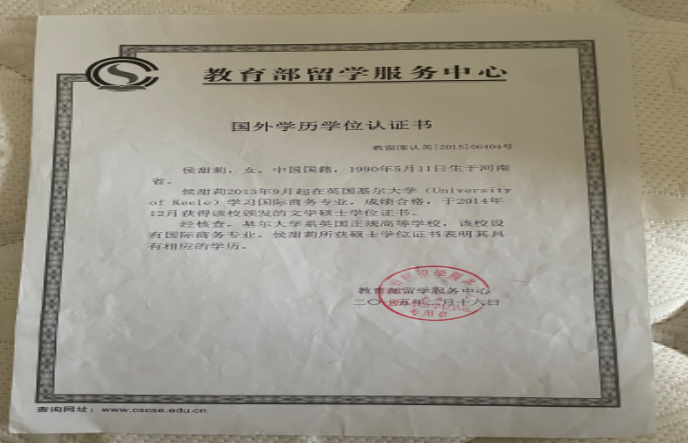 教育部留学服务中心
国外学历学位认证书
教留服认英[2015]06404号
侯甜莉，女，中国国籍，1990年5月11日生于河南
省。
侯甜莉2013年9月起在英国基尔大学（University
of Keele）学习国际商务专业，成绩合格，于2014年
12月获得该校颁发的文学硕士学位证书。
经核查，基尔大学系英国正规高等学校，该校设
有国际商务专业。侯甜莉所获硕士学位证书表明其具
有相应的学历。
教育部留学服务中心
二〇一五年二月十六日
查询网址：www.cscse.edu.cn